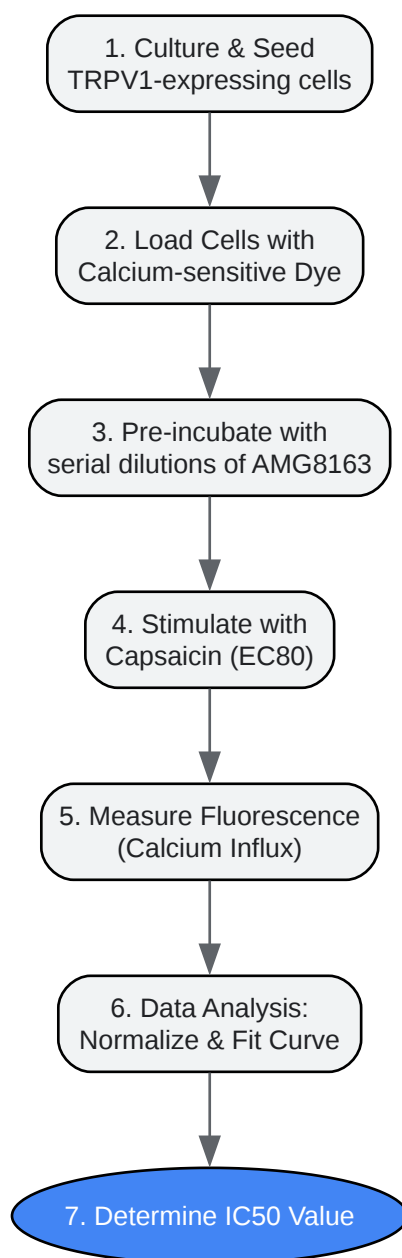 1. Culture & Seed
TRPV1-expressing cells
2. Load Cells with
Calcium-sensitive Dye
3. Pre-incubate with
serial dilutions of AMG8163
4. Stimulate with
Capsaicin (EC80)
5. Measure Fluorescence
(Calcium Influx)
6. Data Analysis:
Normalize & Fit Curve
7. Determine IC50 Value